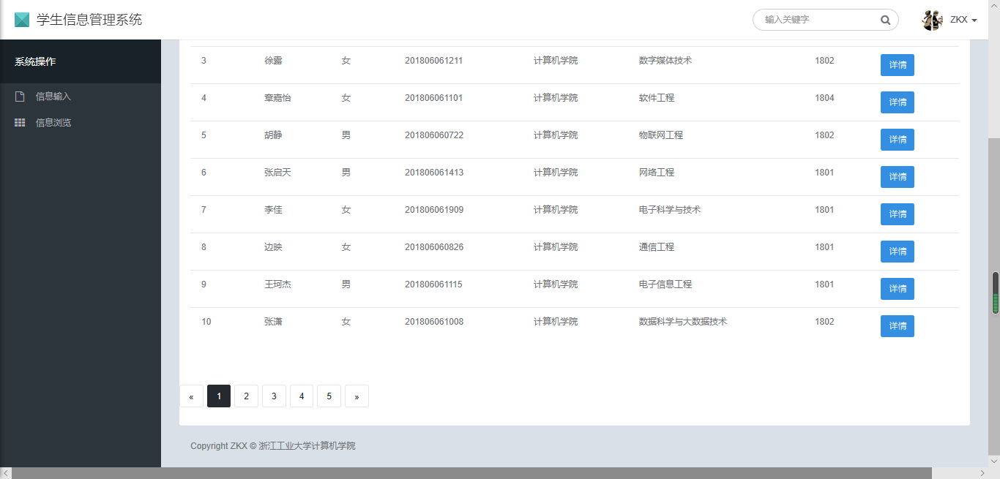 学生信息管理系统
输入关键字
ZKX
系统操作
信息输入
信息浏览
3 徐露 女 201806061211 计算机学院 数字媒体技术 1802 详情
4 章嘉怡 女 201806061101 计算机学院 软件工程 1804 详情
5 胡静 男 201806060722 计算机学院 物联网工程 1802 详情
6 张启天 男 201806061413 计算机学院 网络工程 1801 详情
7 李佳 女 201806061909 计算机学院 电子科学与技术 1801 详情
8 边映 女 201806060826 计算机学院 通信工程 1801 详情
9 王珂杰 男 201806061115 计算机学院 电子信息工程 1801 详情
10 张潇 女 201806061008 计算机学院 数据科学与大数据技术 1802 详情
« 1 2 3 4 5 »
Copyright ZKX © 浙江工业大学计算机学院